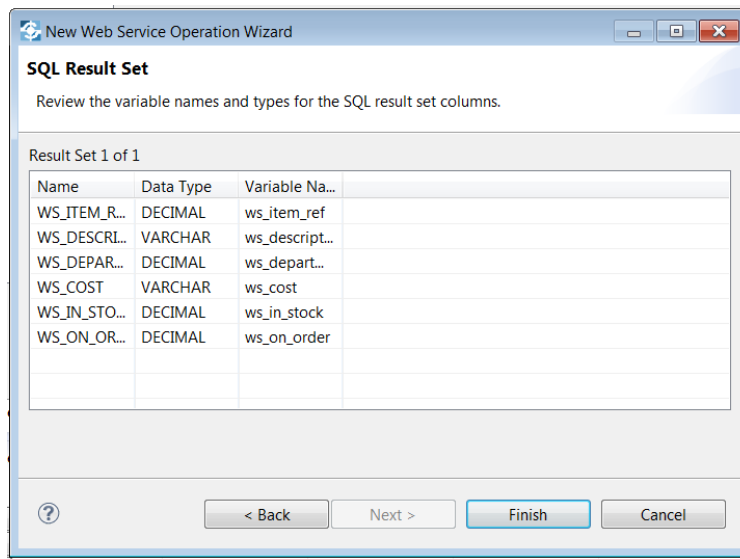 New Web Service Operation Wizard
SQL Result Set
Review the variable names and types for the SQL result set columns.
Result Set 1 of 1
Name Data Type Variable Na...
WS_ITEM_R... DECIMAL ws_item_ref
WS_DESCRI... VARCHAR ws_descript...
WS_DEPAR... DECIMAL ws_depart...
WS_COST VARCHAR ws_cost
WS_IN_STO... DECIMAL ws_in_stock
WS_ON_OR... DECIMAL ws_on_order
? < Back Next > Finish Cancel